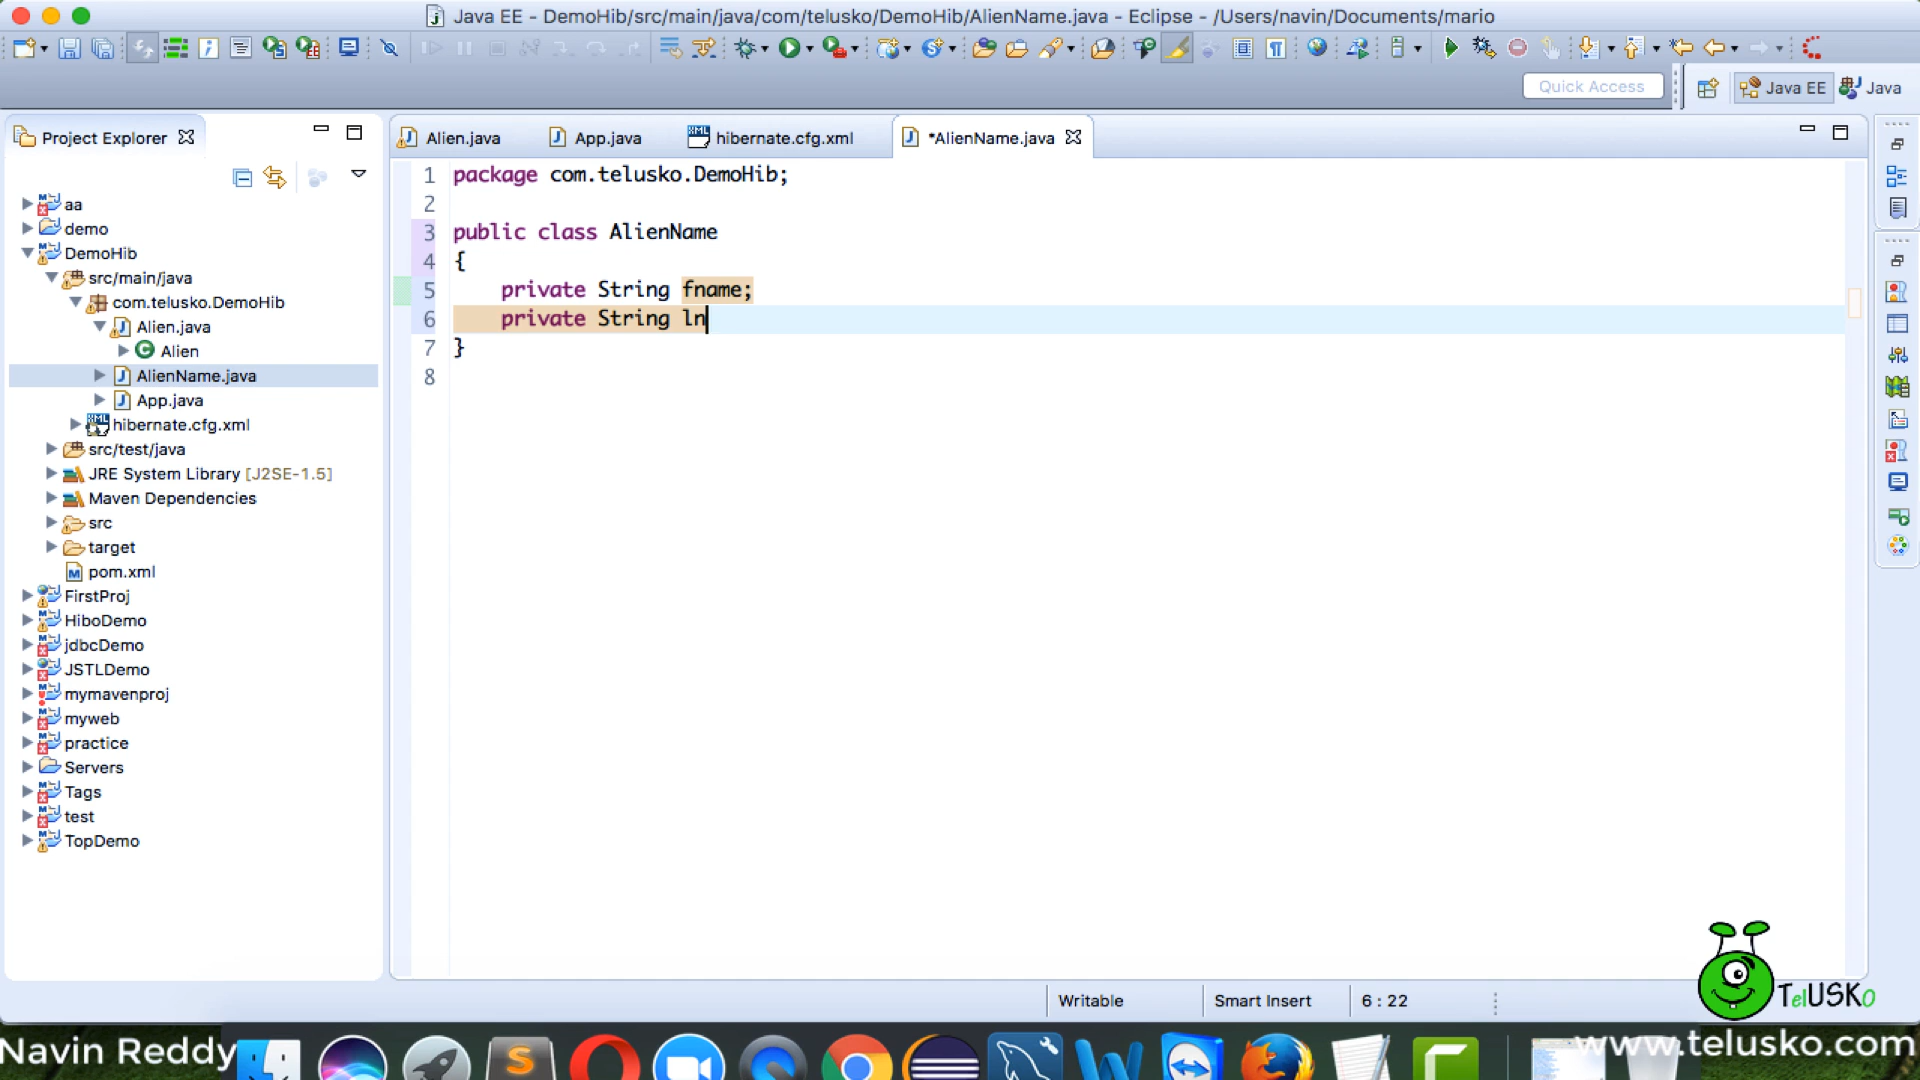 Java EE - DemoHib/src/main/java/com/telusko/DemoHib/AlienName.java - Eclipse - /Users/navin/Documents/mario
Quick Access
Java EE
Java
Project Explorer
Alien.java
App.java
hibernate.cfg.xml
*AlienName.java
aa
demo
DemoHib
src/main/java
com.telusko.DemoHib
Alien.java
Alien
AlienName.java
App.java
hibernate.cfg.xml
src/test/java
JRE System Library [J2SE-1.5]
Maven Dependencies
src
target
pom.xml
FirstProj
HiboDemo
jdbcDemo
JSTLDemo
mymavenproj
myweb
practice
Servers
Tags
test
TopDemo
1 package com.telusko.DemoHib;
2
3 public class AlienName
4 {
5 private String fname;
6 private String ln
7 }
8
Writable
Smart Insert
6 : 22
TelUSKO
Navin Reddy
www.telusko.com